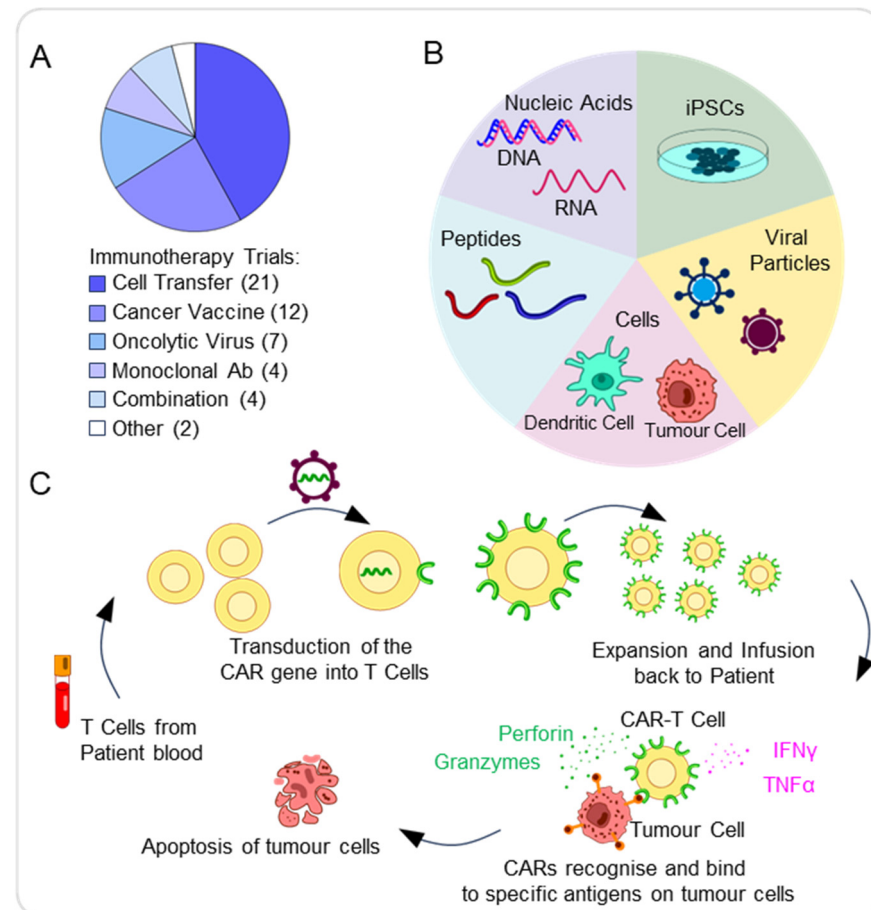 A
Immunotherapy Trials:
Cell Transfer (21)
Cancer Vaccine (12)
Oncolytic Virus (7)
Monoclonal Ab (4)
Combination (4)
Other (2)
B
Nucleic Acids
DNA
RNA
iPSCs
Peptides
Viral
Particles
Cells
Dendritic Cell
Tumour Cell
C
Transduction of the
CAR gene into T Cells
Expansion and Infusion
back to Patient
T Cells from
Patient blood
CAR-T Cell
Perforin
Granzymes
IFNγ
TNFα
Tumour Cell
Apoptosis of tumour cells
CARs recognise and bind
to specific antigens on tumour cells